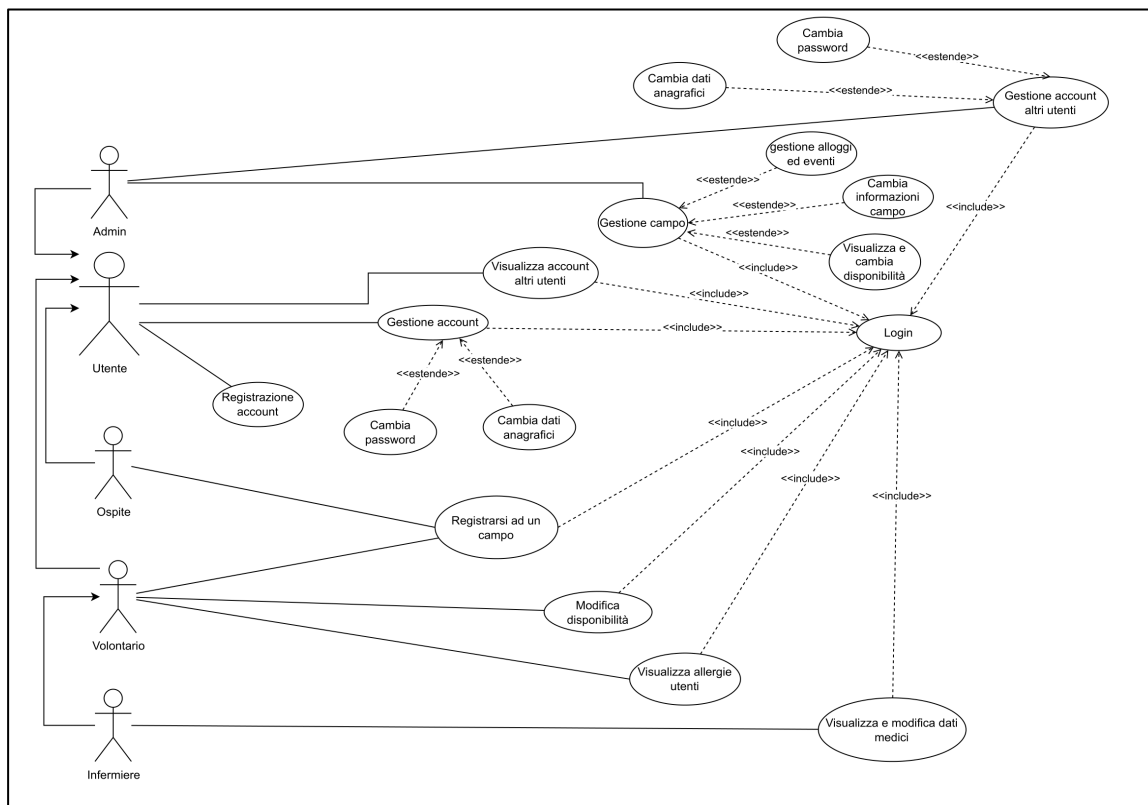 Cambia
password
<<estende>>
Cambia dati
anagrafici
<<estende>>
Gestione account
altri utenti
gestione alloggi
ed eventi
<<estende>>
Cambia
informazioni
campo
<<estende>>
<<include>>
Admin
Gestione campo
<<estende>>
Visualizza e
cambia
disponibilità
<<include>>
Visualizza account
altri utenti
<<include>>
Gestione account
<<include>>
Login
Utente
<<estende>>
<<estende>>
Registrazione
account
Cambia
password
Cambia dati
anagrafici
<<include>>
<<include>>
<<include>>
<<include>>
Ospite
Registrarsi ad un
campo
Modifica
disponibilità
Volontario
Visualizza allergie
utenti
Visualizza e modifica dati
medici
Infermiere